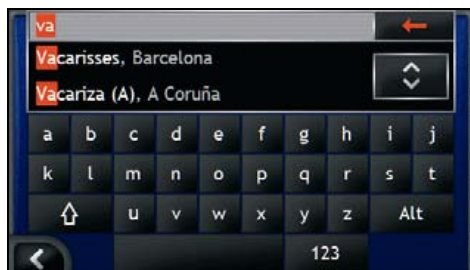 va
Vacarisses, Barcelona
Vacariza (A), A Coruña
a b c d e f g h i j
k l m n o p q r s t
u v w x y z Alt
123